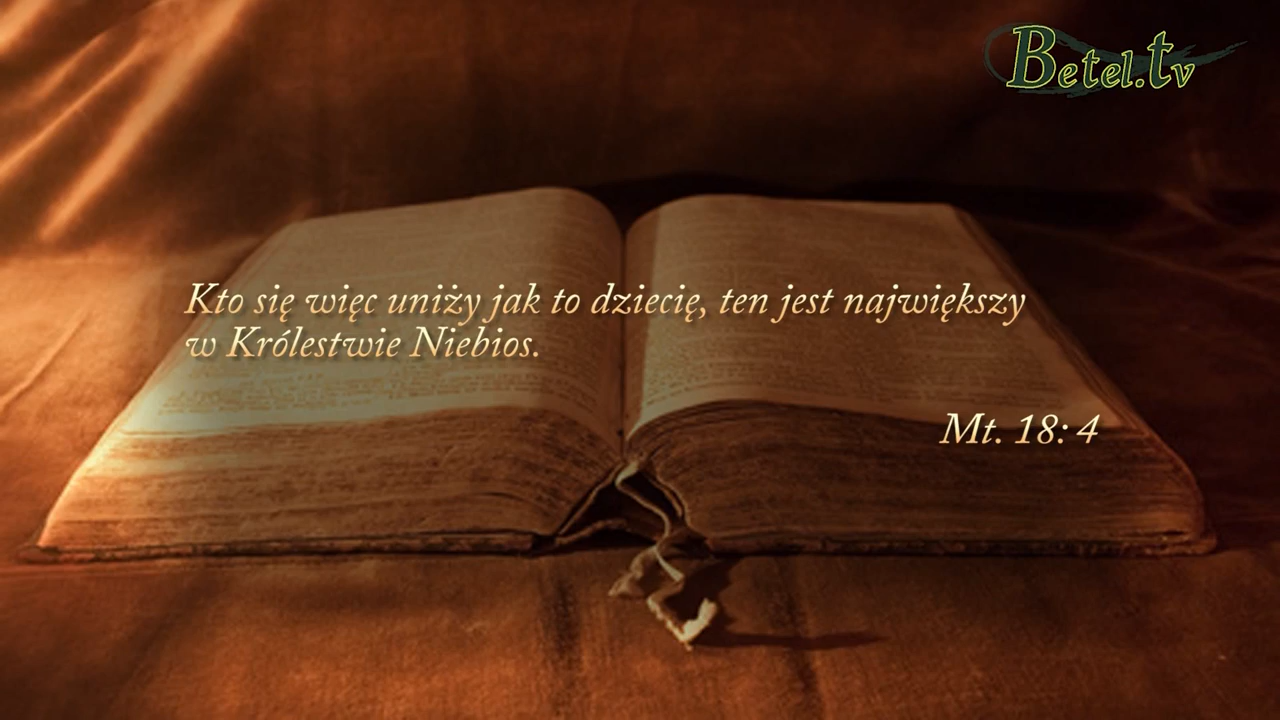 Betel.tv
Kto się więc uniży jak to dziecię, ten jest największy
w Królestwie Niebios.
Mt. 18: 4